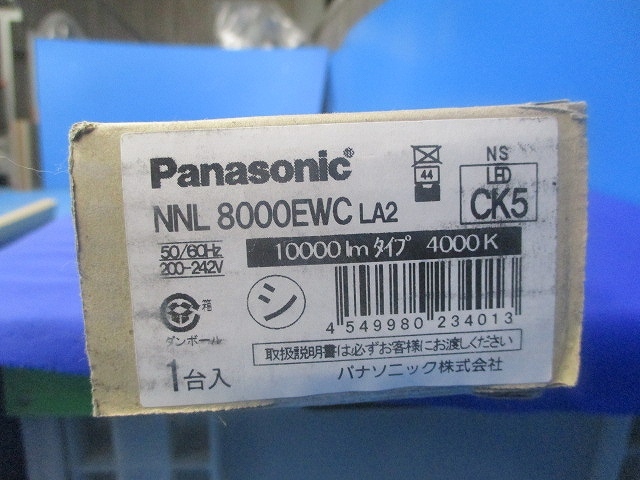 Panasonic®
NNL 8000EWC LA2
44
NS
LED
CK5
50/60Hz
200-242V
10000 lm タイプ 4000K
シ
箱
ダンボール
4 549980 234013
取扱説明書は必ずお客様にお渡しください
1台入
パナソニック株式会社